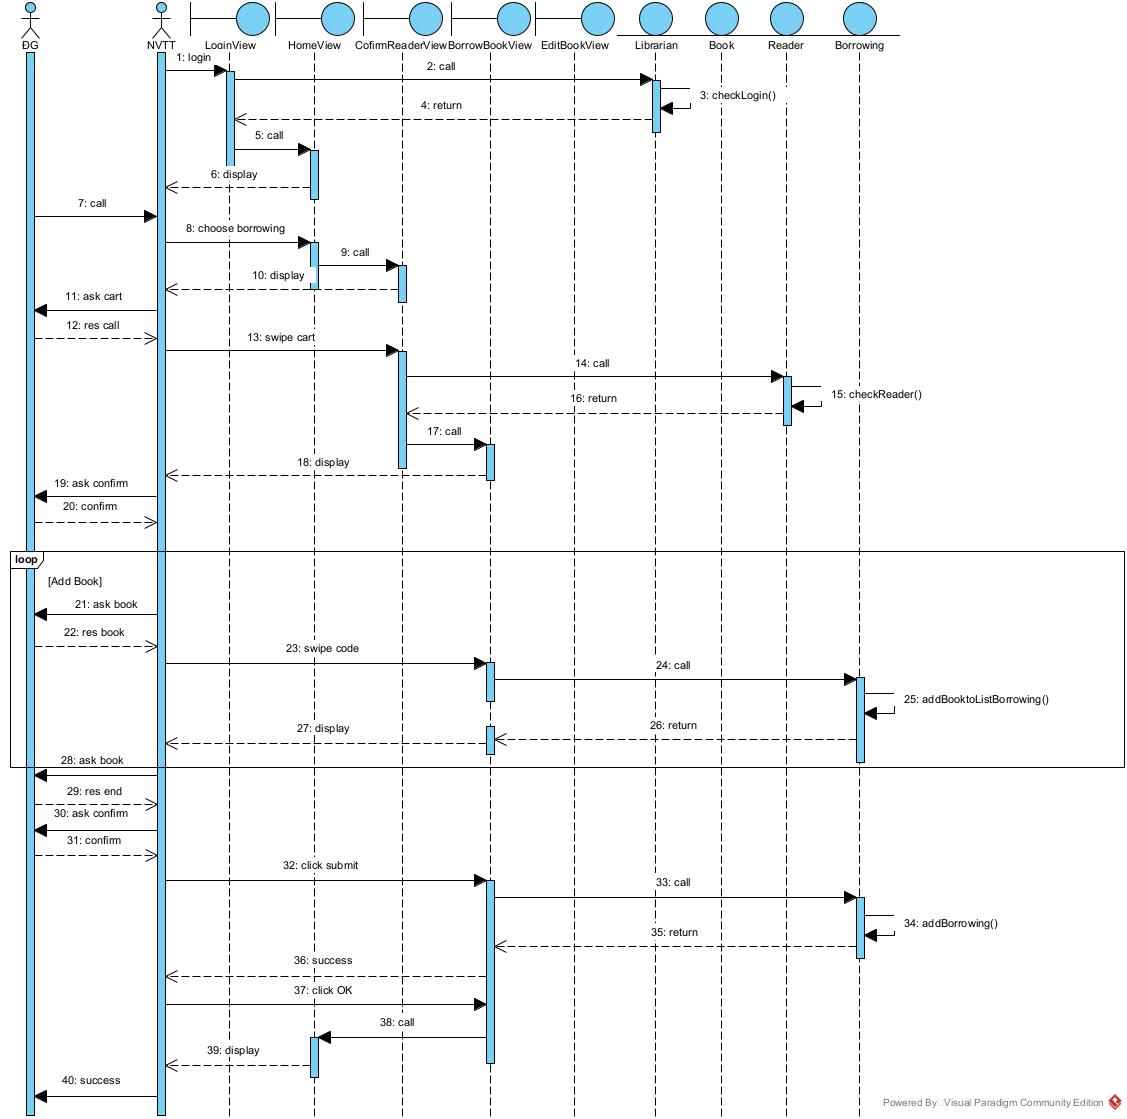 ĐG
NVTT
LoginView
HomeView
CofirmReaderView
BorrowBookView
EditBookView
Librarian
Book
Reader
Borrowing
1: login
2: call
3: checkLogin()
4: return
5: call
6: display
7: call
8: choose borrowing
9: call
10: display
11: ask cart
12: res call
13: swipe cart
14: call
15: checkReader()
16: return
17: call
18: display
19: ask confirm
20: confirm
loop
[Add Book]
21: ask book
22: res book
23: swipe code
24: call
25: addBooktoListBorrowing()
26: return
27: display
28: ask book
29: res end
30: ask confirm
31: confirm
32: click submit
33: call
34: addBorrowing()
35: return
36: success
37: click OK
38: call
39: display
40: success
Powered By Visual Paradigm Community Edition